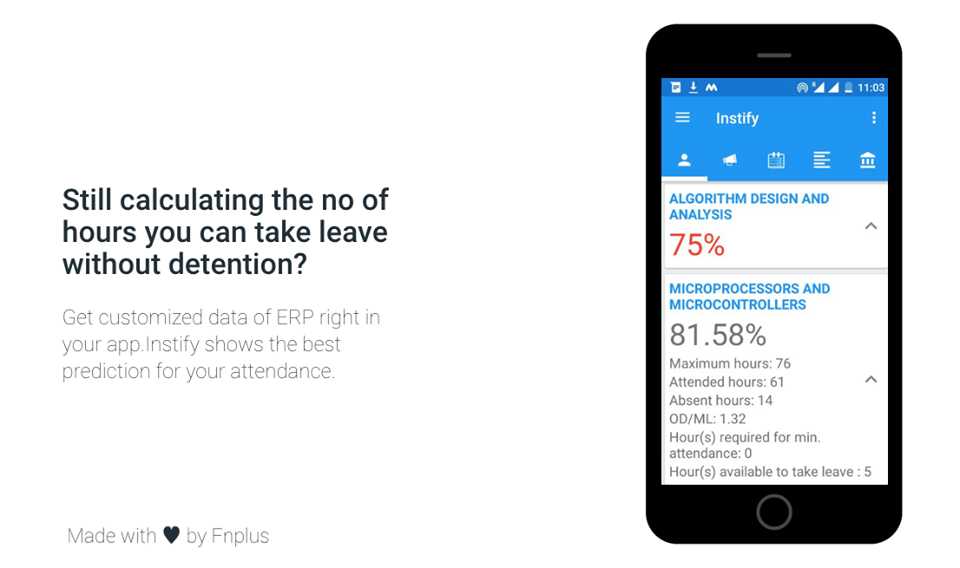 Still calculating the no of
hours you can take leave
without detention?
Get customized data of ERP right in
your app.Instify shows the best
prediction for your attendance.
Made with by Fnplus
11:03
Instify
ALGORITHM DESIGN AND
ANALYSIS
75%
MICROPROCESSORS AND
MICROCONTROLLERS
81.58%
Maximum hours: 76
Attended hours: 61
Absent hours: 14
OD/ML: 1.32
Hour(s) required for min.
attendance: 0
Hour(s) available to take leave : 5